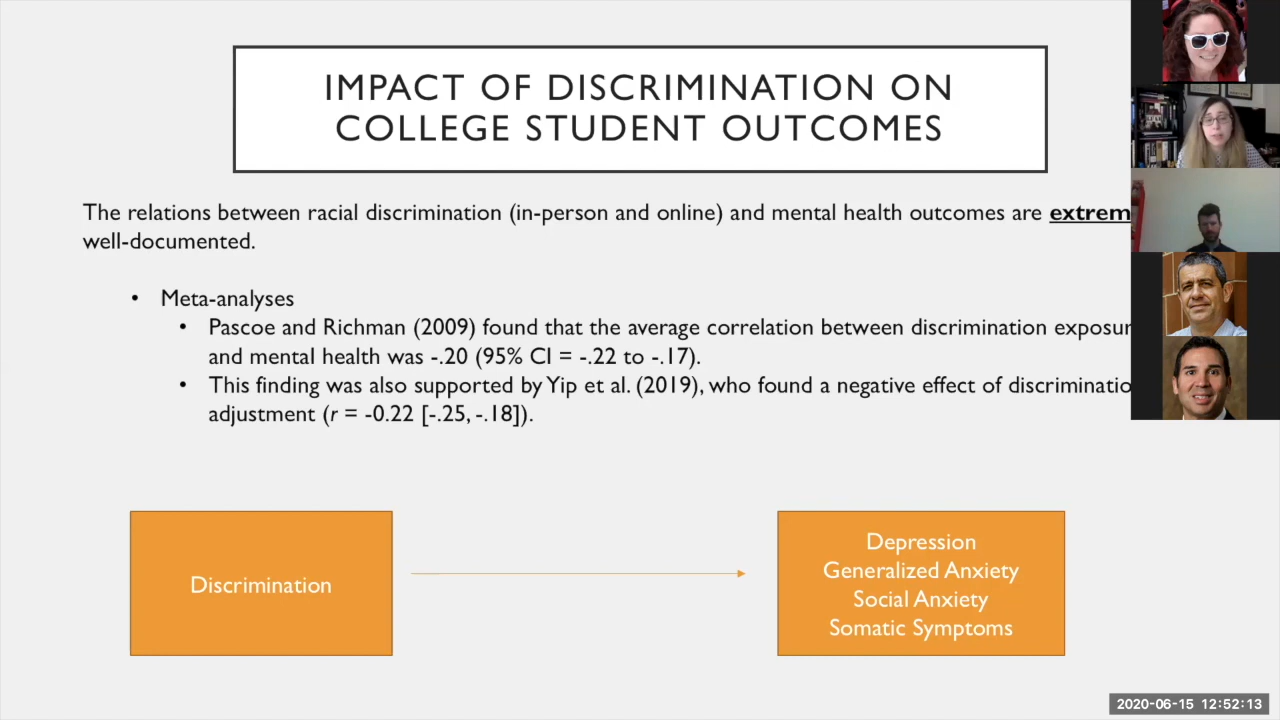 IMPACT OF DISCRIMINATION ON
COLLEGE STUDENT OUTCOMES
The relations between racial discrimination (in-person and online) and mental health outcomes are extrem
well-documented.
• Meta-analyses
• Pascoe and Richman (2009) found that the average correlation between discrimination exposur
and mental health was -.20 (95% CI = -.22 to -.17).
• This finding was also supported by Yip et al. (2019), who found a negative effect of discriminatio
adjustment (r = -0.22 [-.25, -.18]).
Discrimination
Depression
Generalized Anxiety
Social Anxiety
Somatic Symptoms
2020-06-15 12:52:13